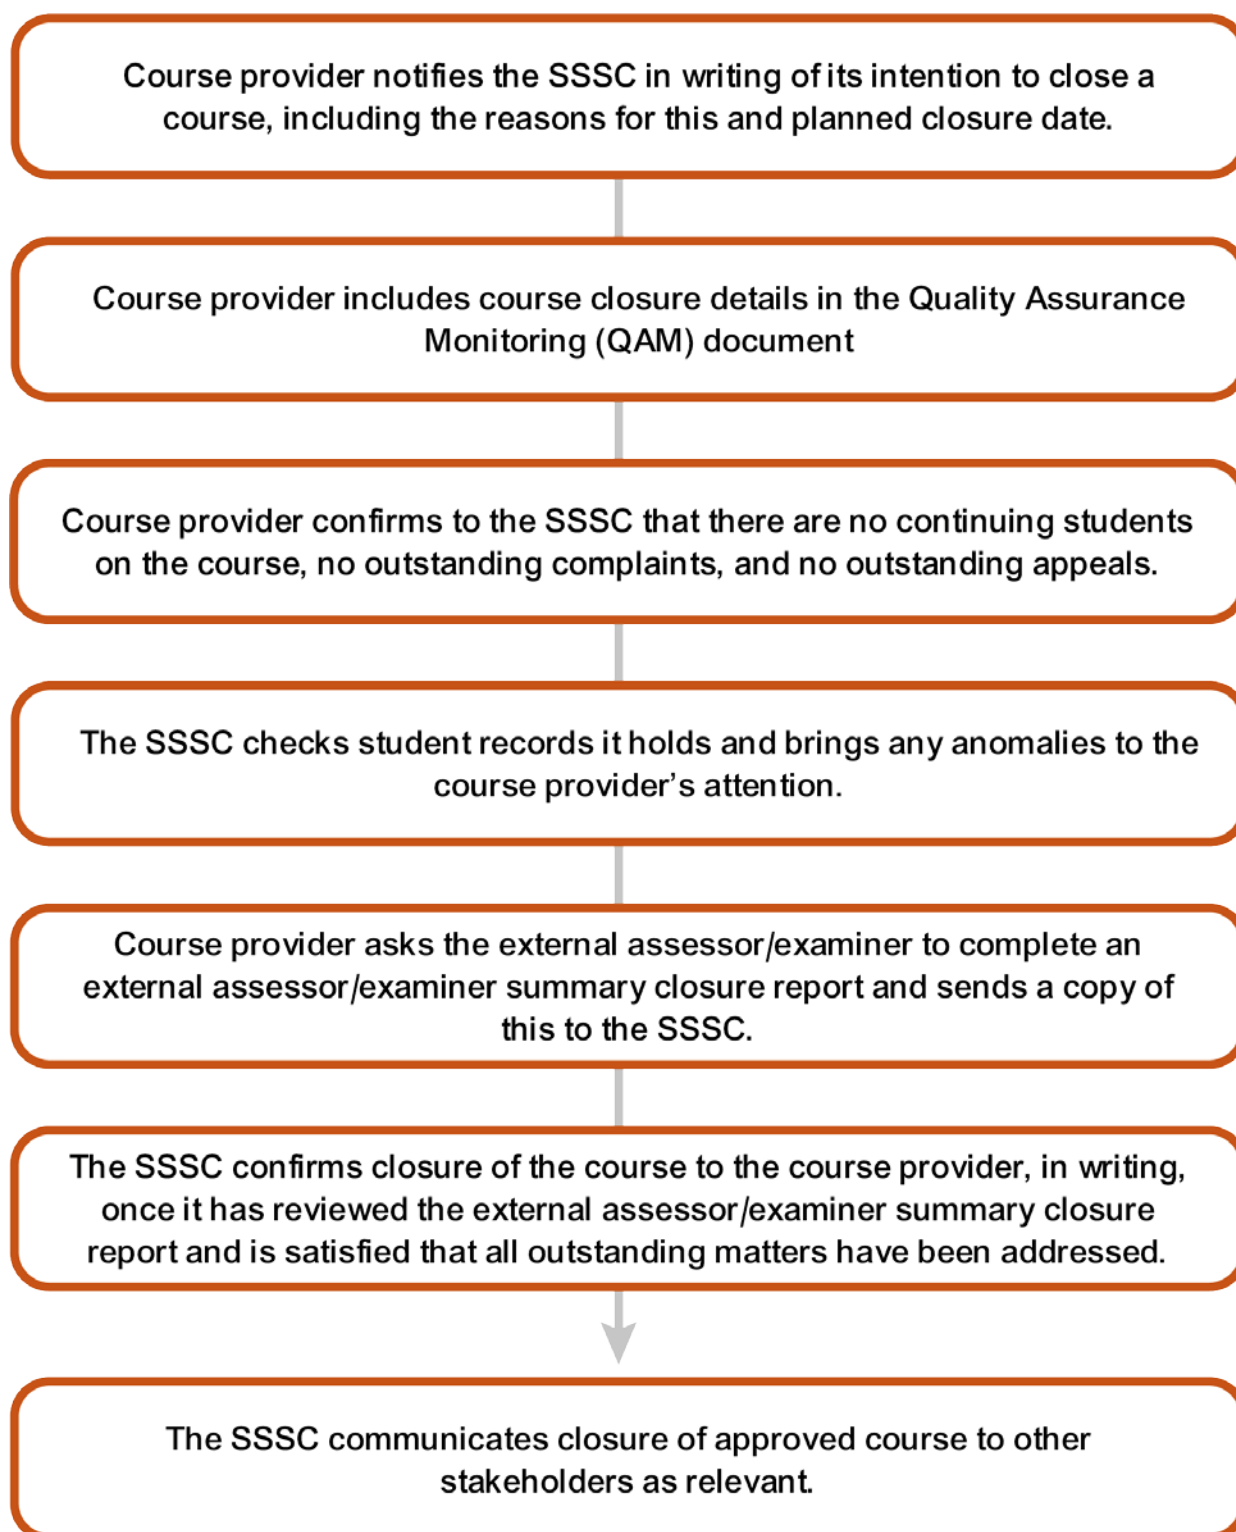 Course provider notifies the SSSC in writing of its intention to close a
course, including the reasons for this and planned closure date.
Course provider includes course closure details in the Quality Assurance
Monitoring (QAM) document
Course provider confirms to the SSSC that there are no continuing students
on the course, no outstanding complaints, and no outstanding appeals.
The SSSC checks student records it holds and brings any anomalies to the
course provider’s attention.
Course provider asks the external assessor/examiner to complete an
external assessor/examiner summary closure report and sends a copy of
this to the SSSC.
The SSSC confirms closure of the course to the course provider, in writing,
once it has reviewed the external assessor/examiner summary closure
report and is satisfied that all outstanding matters have been addressed.
The SSSC communicates closure of approved course to other
stakeholders as relevant.